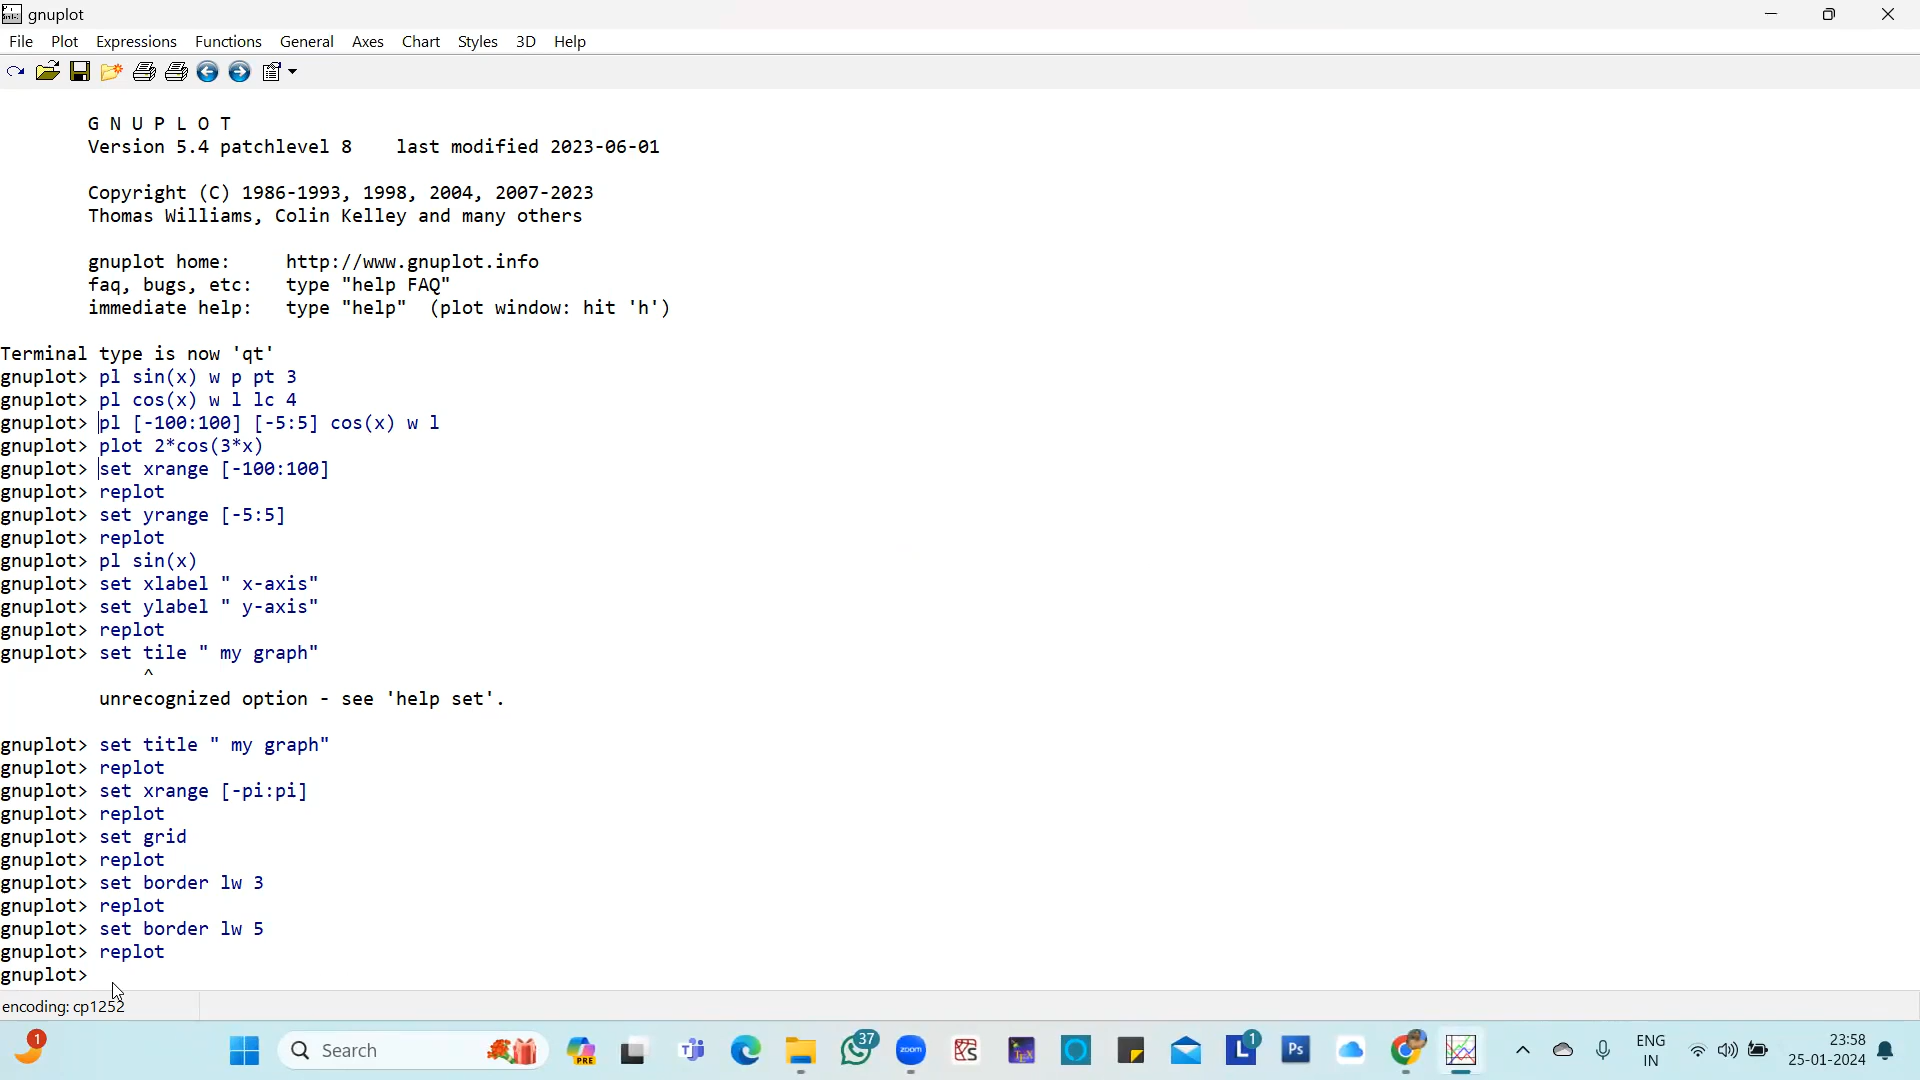 gnuplot
File Plot Expressions Functions General Axes Chart Styles 3D Help
G N U P L O T
Version 5.4 patchlevel 8    last modified 2023-06-01
Copyright (C) 1986-1993, 1998, 2004, 2007-2023
Thomas Williams, Colin Kelley and many others
gnuplot home:     http://www.gnuplot.info
faq, bugs, etc:   type "help FAQ"
immediate help:   type "help"  (plot window: hit 'h')
Terminal type is now 'qt'
gnuplot> pl sin(x) w p pt 3
gnuplot> pl cos(x) w l lc 4
gnuplot> pl [-100:100] [-5:5] cos(x) w l
gnuplot> plot 2*cos(3*x)
gnuplot> set xrange [-100:100]
gnuplot> replot
gnuplot> set yrange [-5:5]
gnuplot> replot
gnuplot> pl sin(x)
gnuplot> set xlabel " x-axis"
gnuplot> set ylabel " y-axis"
gnuplot> replot
gnuplot> set tile " my graph"
^
unrecognized option - see 'help set'.
gnuplot> set title " my graph"
gnuplot> replot
gnuplot> set xrange [-pi:pi]
gnuplot> replot
gnuplot> set grid
gnuplot> replot
gnuplot> set border lw 3
gnuplot> replot
gnuplot> set border lw 5
gnuplot> replot
gnuplot>
encoding: cp1252
1
Search
PRE
37
zoom
TEX
L
1
Ps
ENG
IN
23:58
25-01-2024